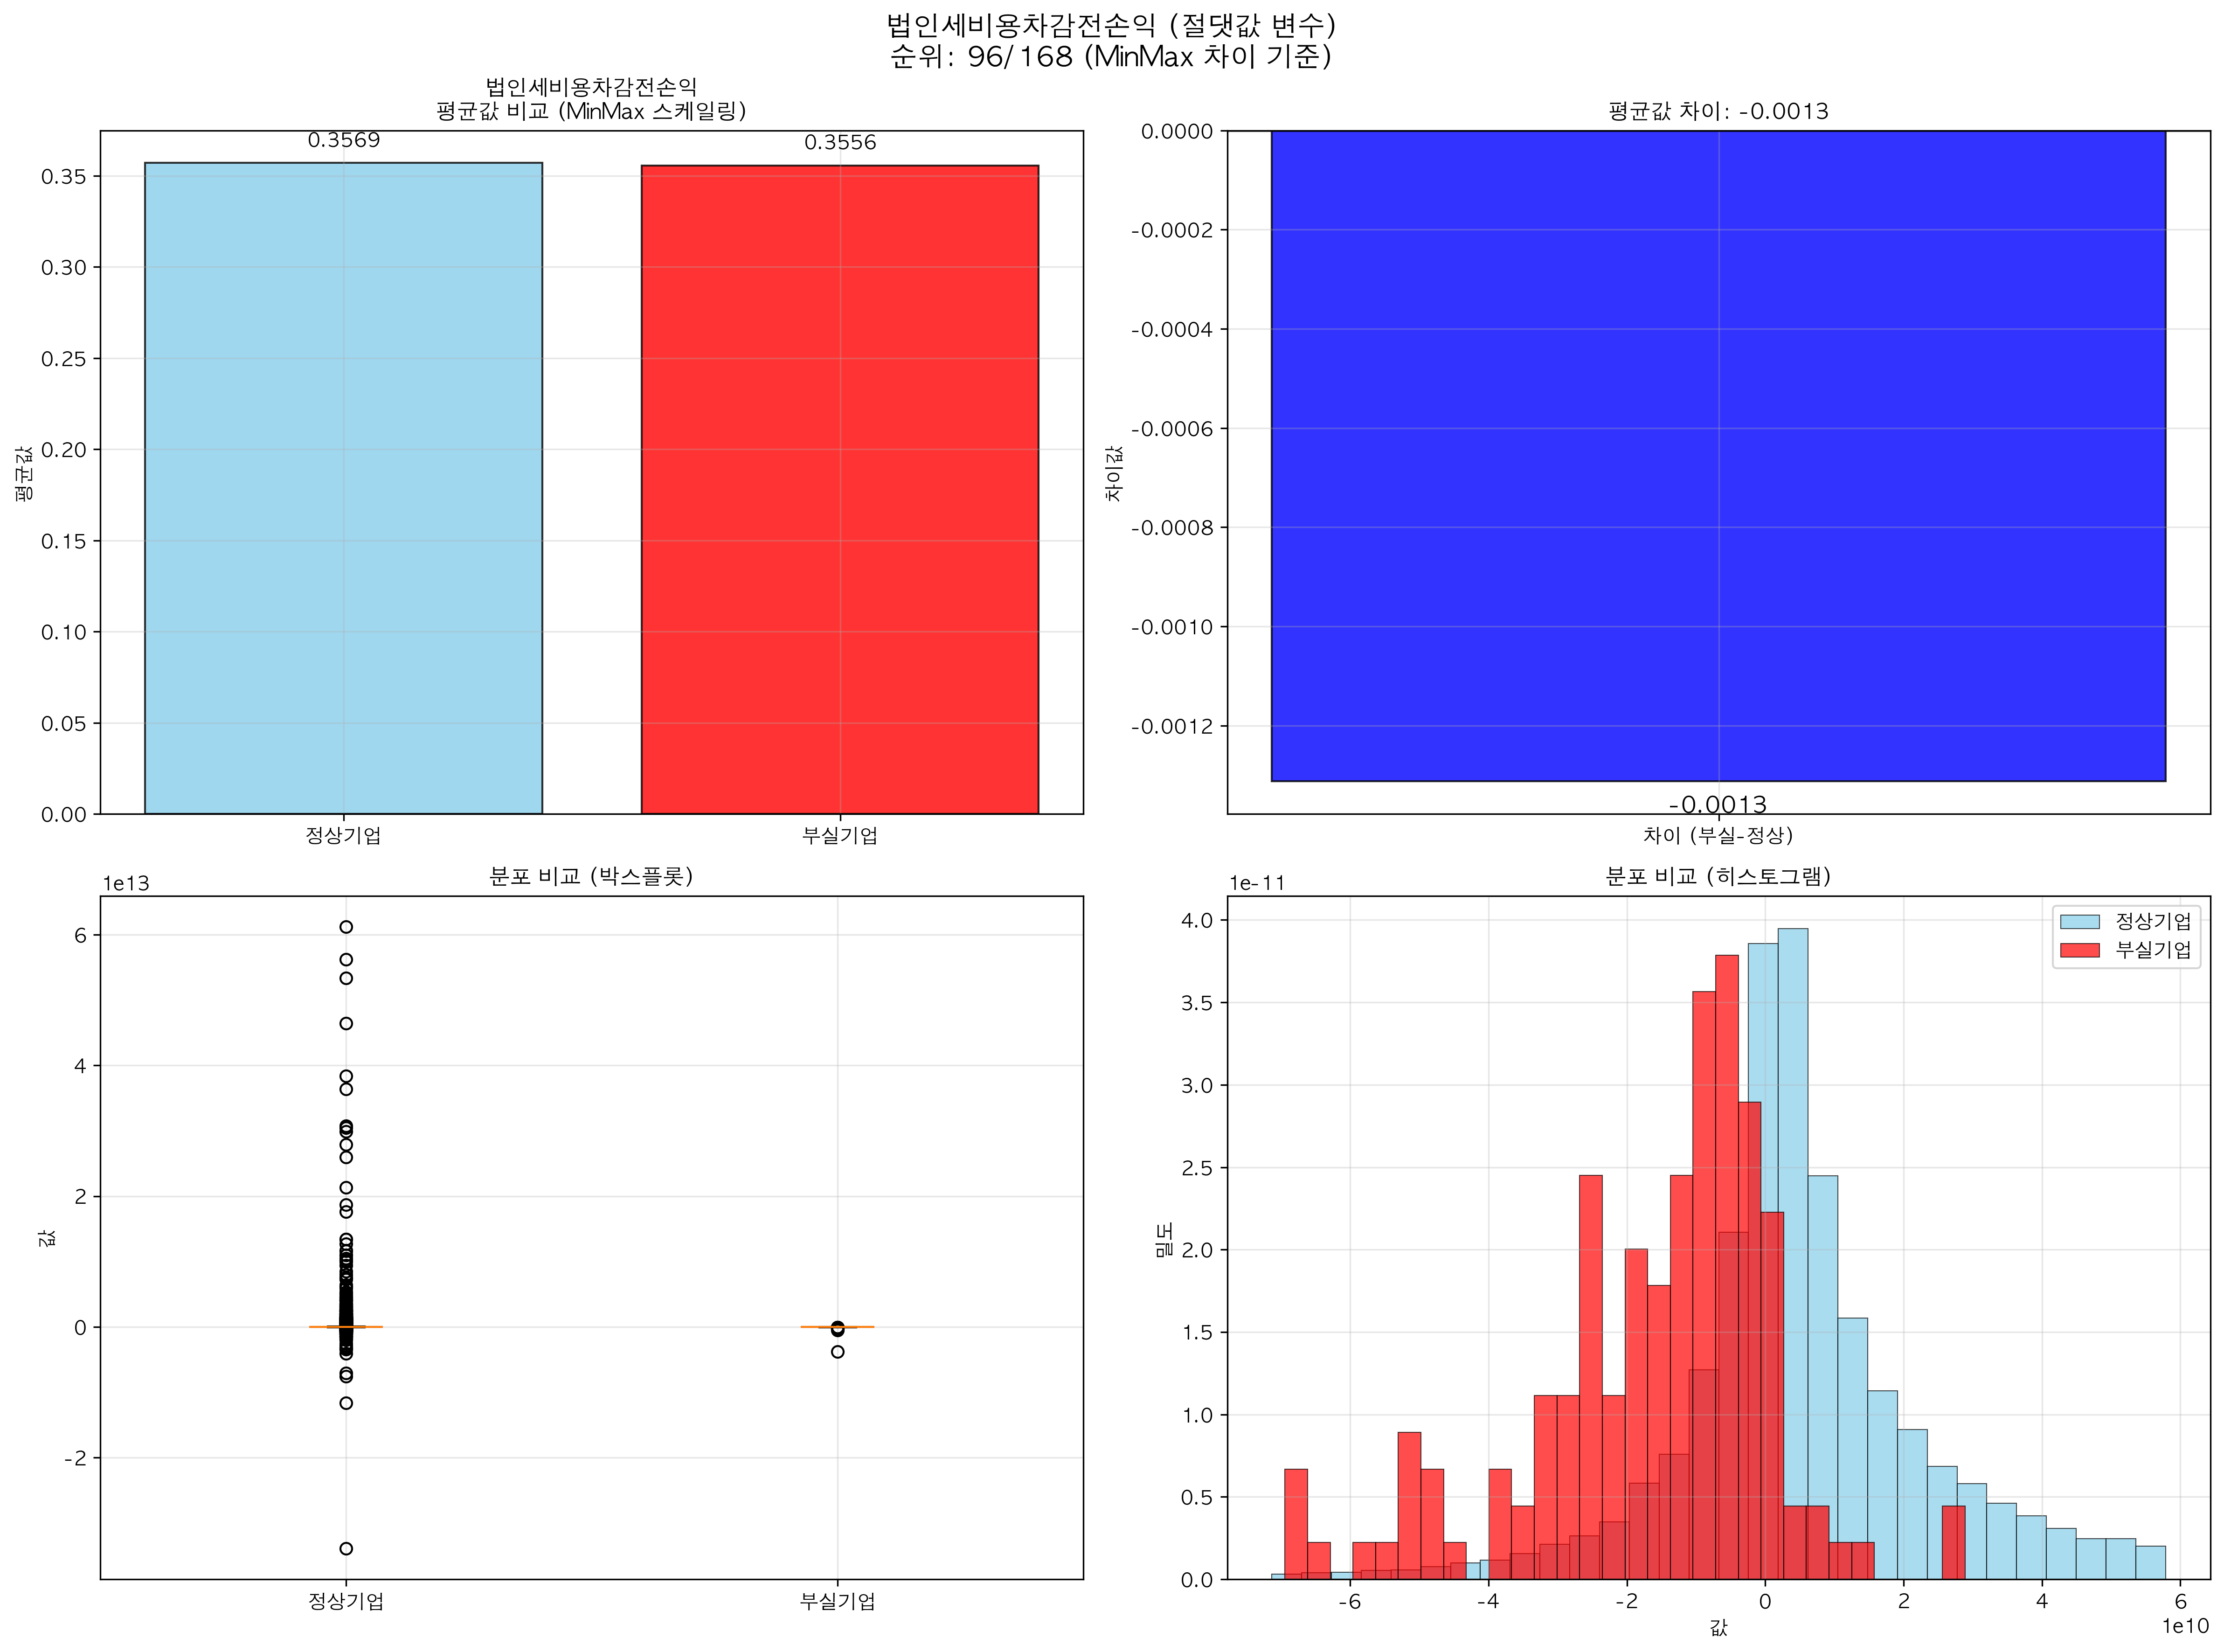 법인세비용차감전손익 (절댓값 변수)
순위: 96/168 (MinMax 차이 기준)
법인세비용차감전손익
평균값 비교 (MinMax 스케일링)
평균값
0.35
0.30
0.25
0.20
0.15
0.10
0.05
0.00
0.3569
0.3556
정상기업
부실기업
평균값 차이: -0.0013
차이값
0.0000
-0.0002
-0.0004
-0.0006
-0.0008
-0.0010
-0.0012
-0.0013
차이 (부실-정상)
분포 비교 (박스플롯)
1e13
값
6
4
2
0
-2
정상기업
부실기업
분포 비교 (히스토그램)
1e-11
밀도
4.0
3.5
3.0
2.5
2.0
1.5
1.0
0.5
0.0
정상기업
부실기업
-6
-4
-2
0
2
4
6
1e10
값